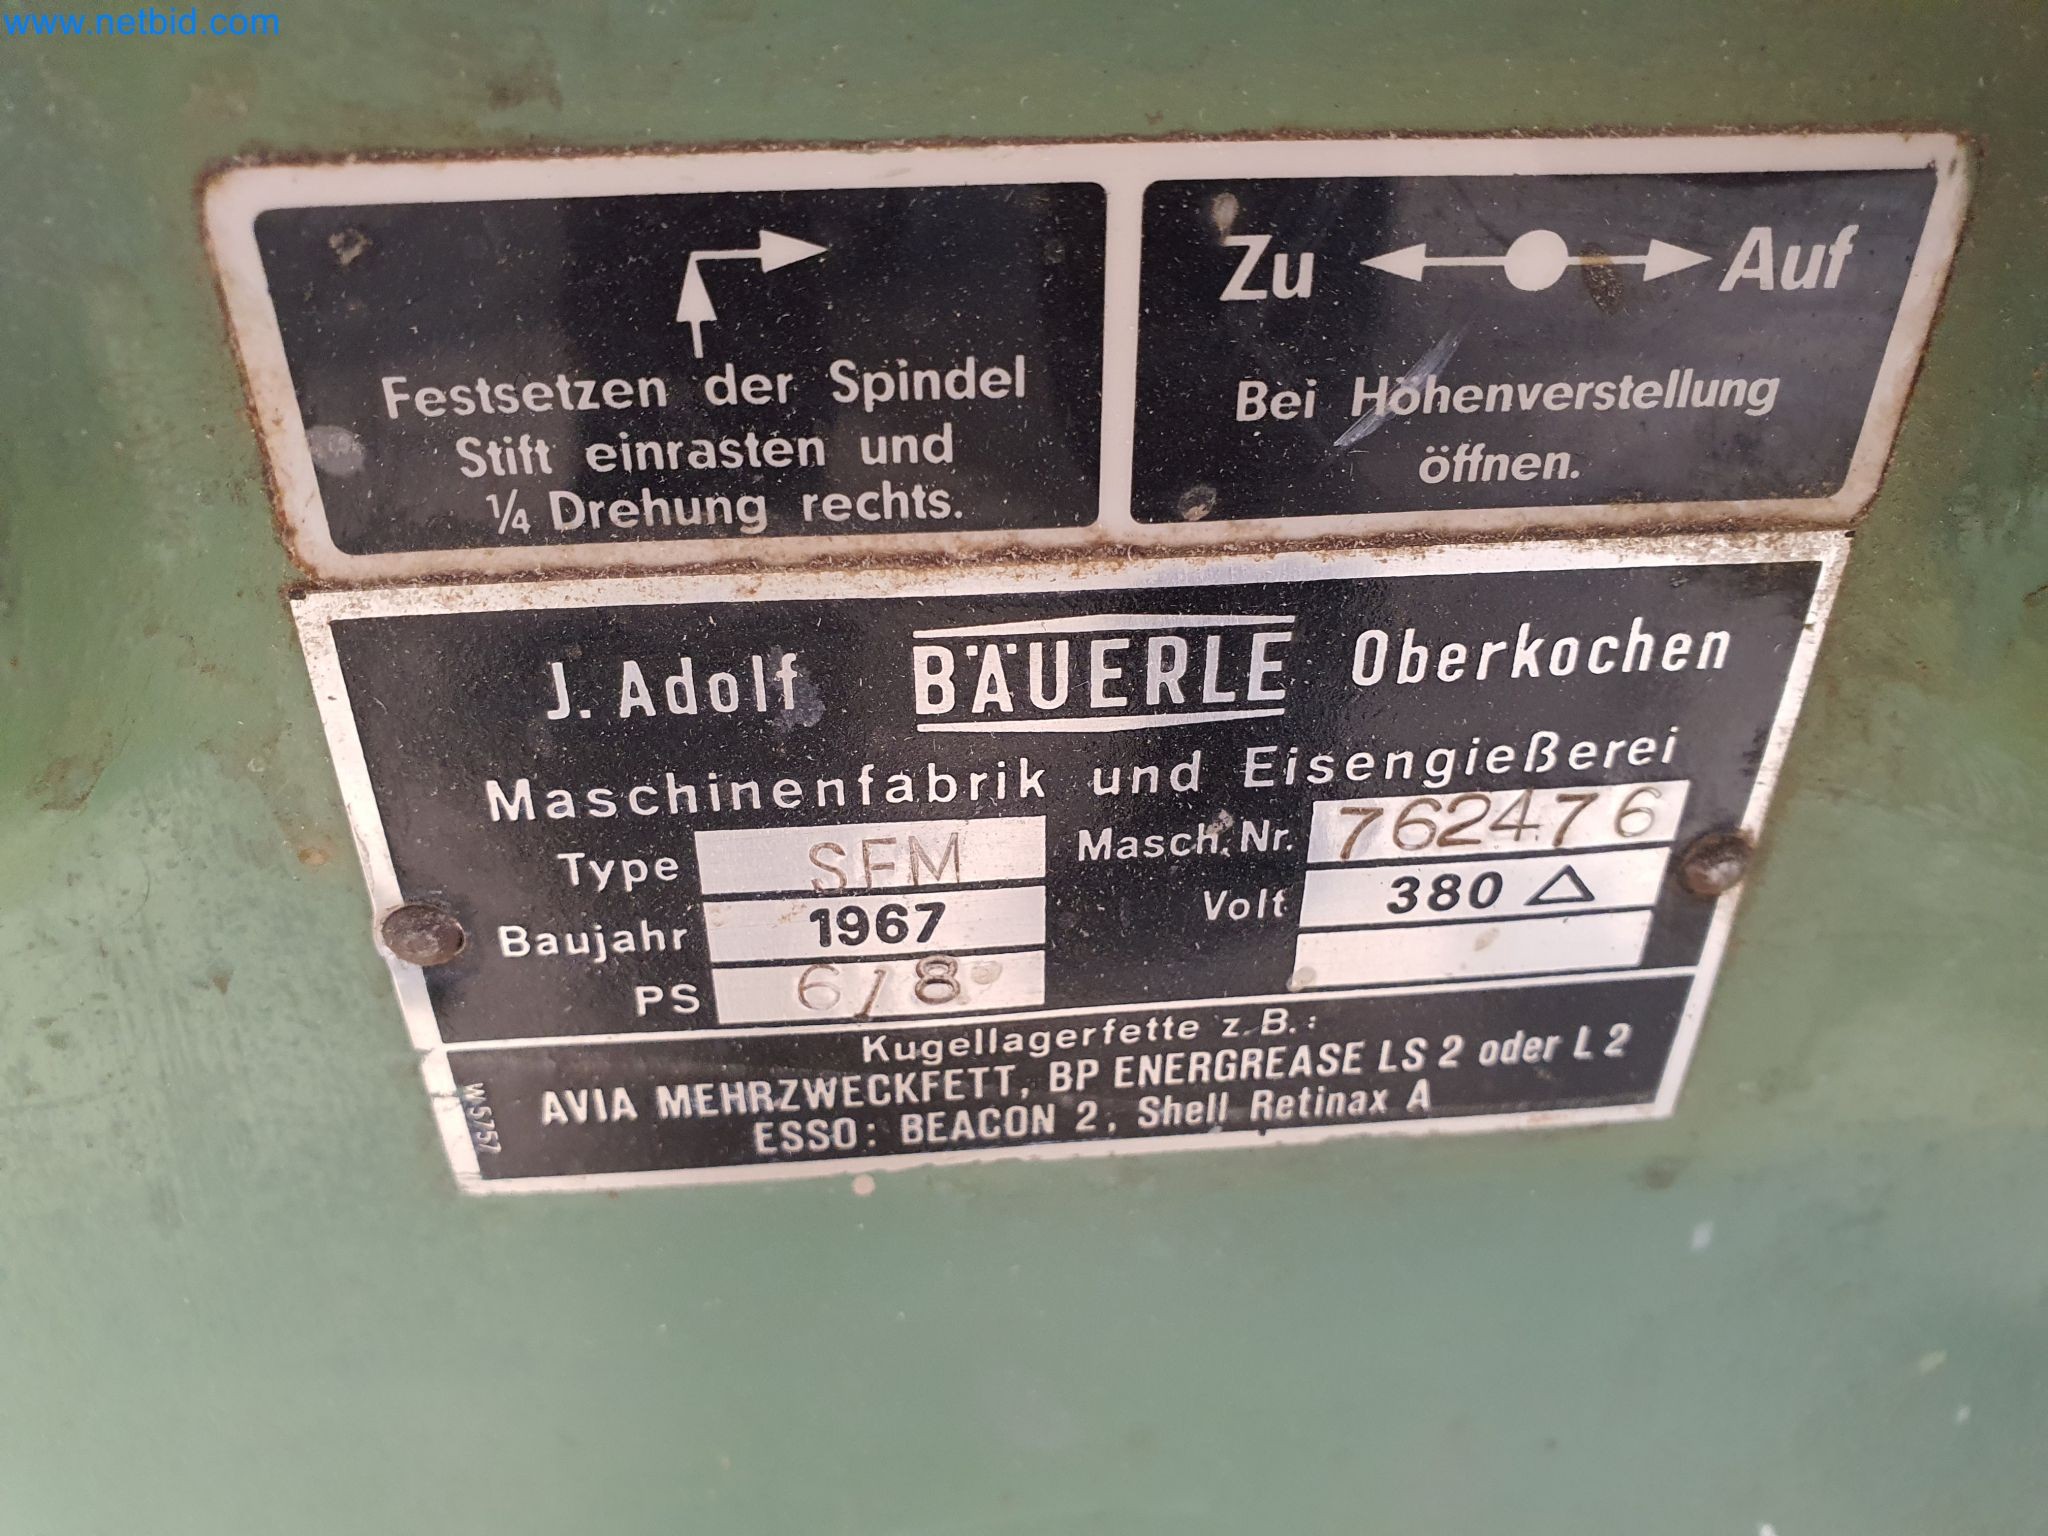 www.netbid.com
Festsetzen der Spindel
Stift einrasten und
¼ Drehung rechts.
Zu Auf
Bei Höhenverstellung
öffnen.
J. Adolf BÄUERLE Oberkochen
Maschinenfabrik und Eisengießerei
Type SFM Masch. Nr. 762476
Baujahr 1967 Volt 380 △
PS 6/8
Kugellagerfette z. B.:
AVIA MEHRZWECKFETT, BP ENERGREASE LS 2 oder L 2
ESSO: BEACON 2, Shell Retinax A
W.5757